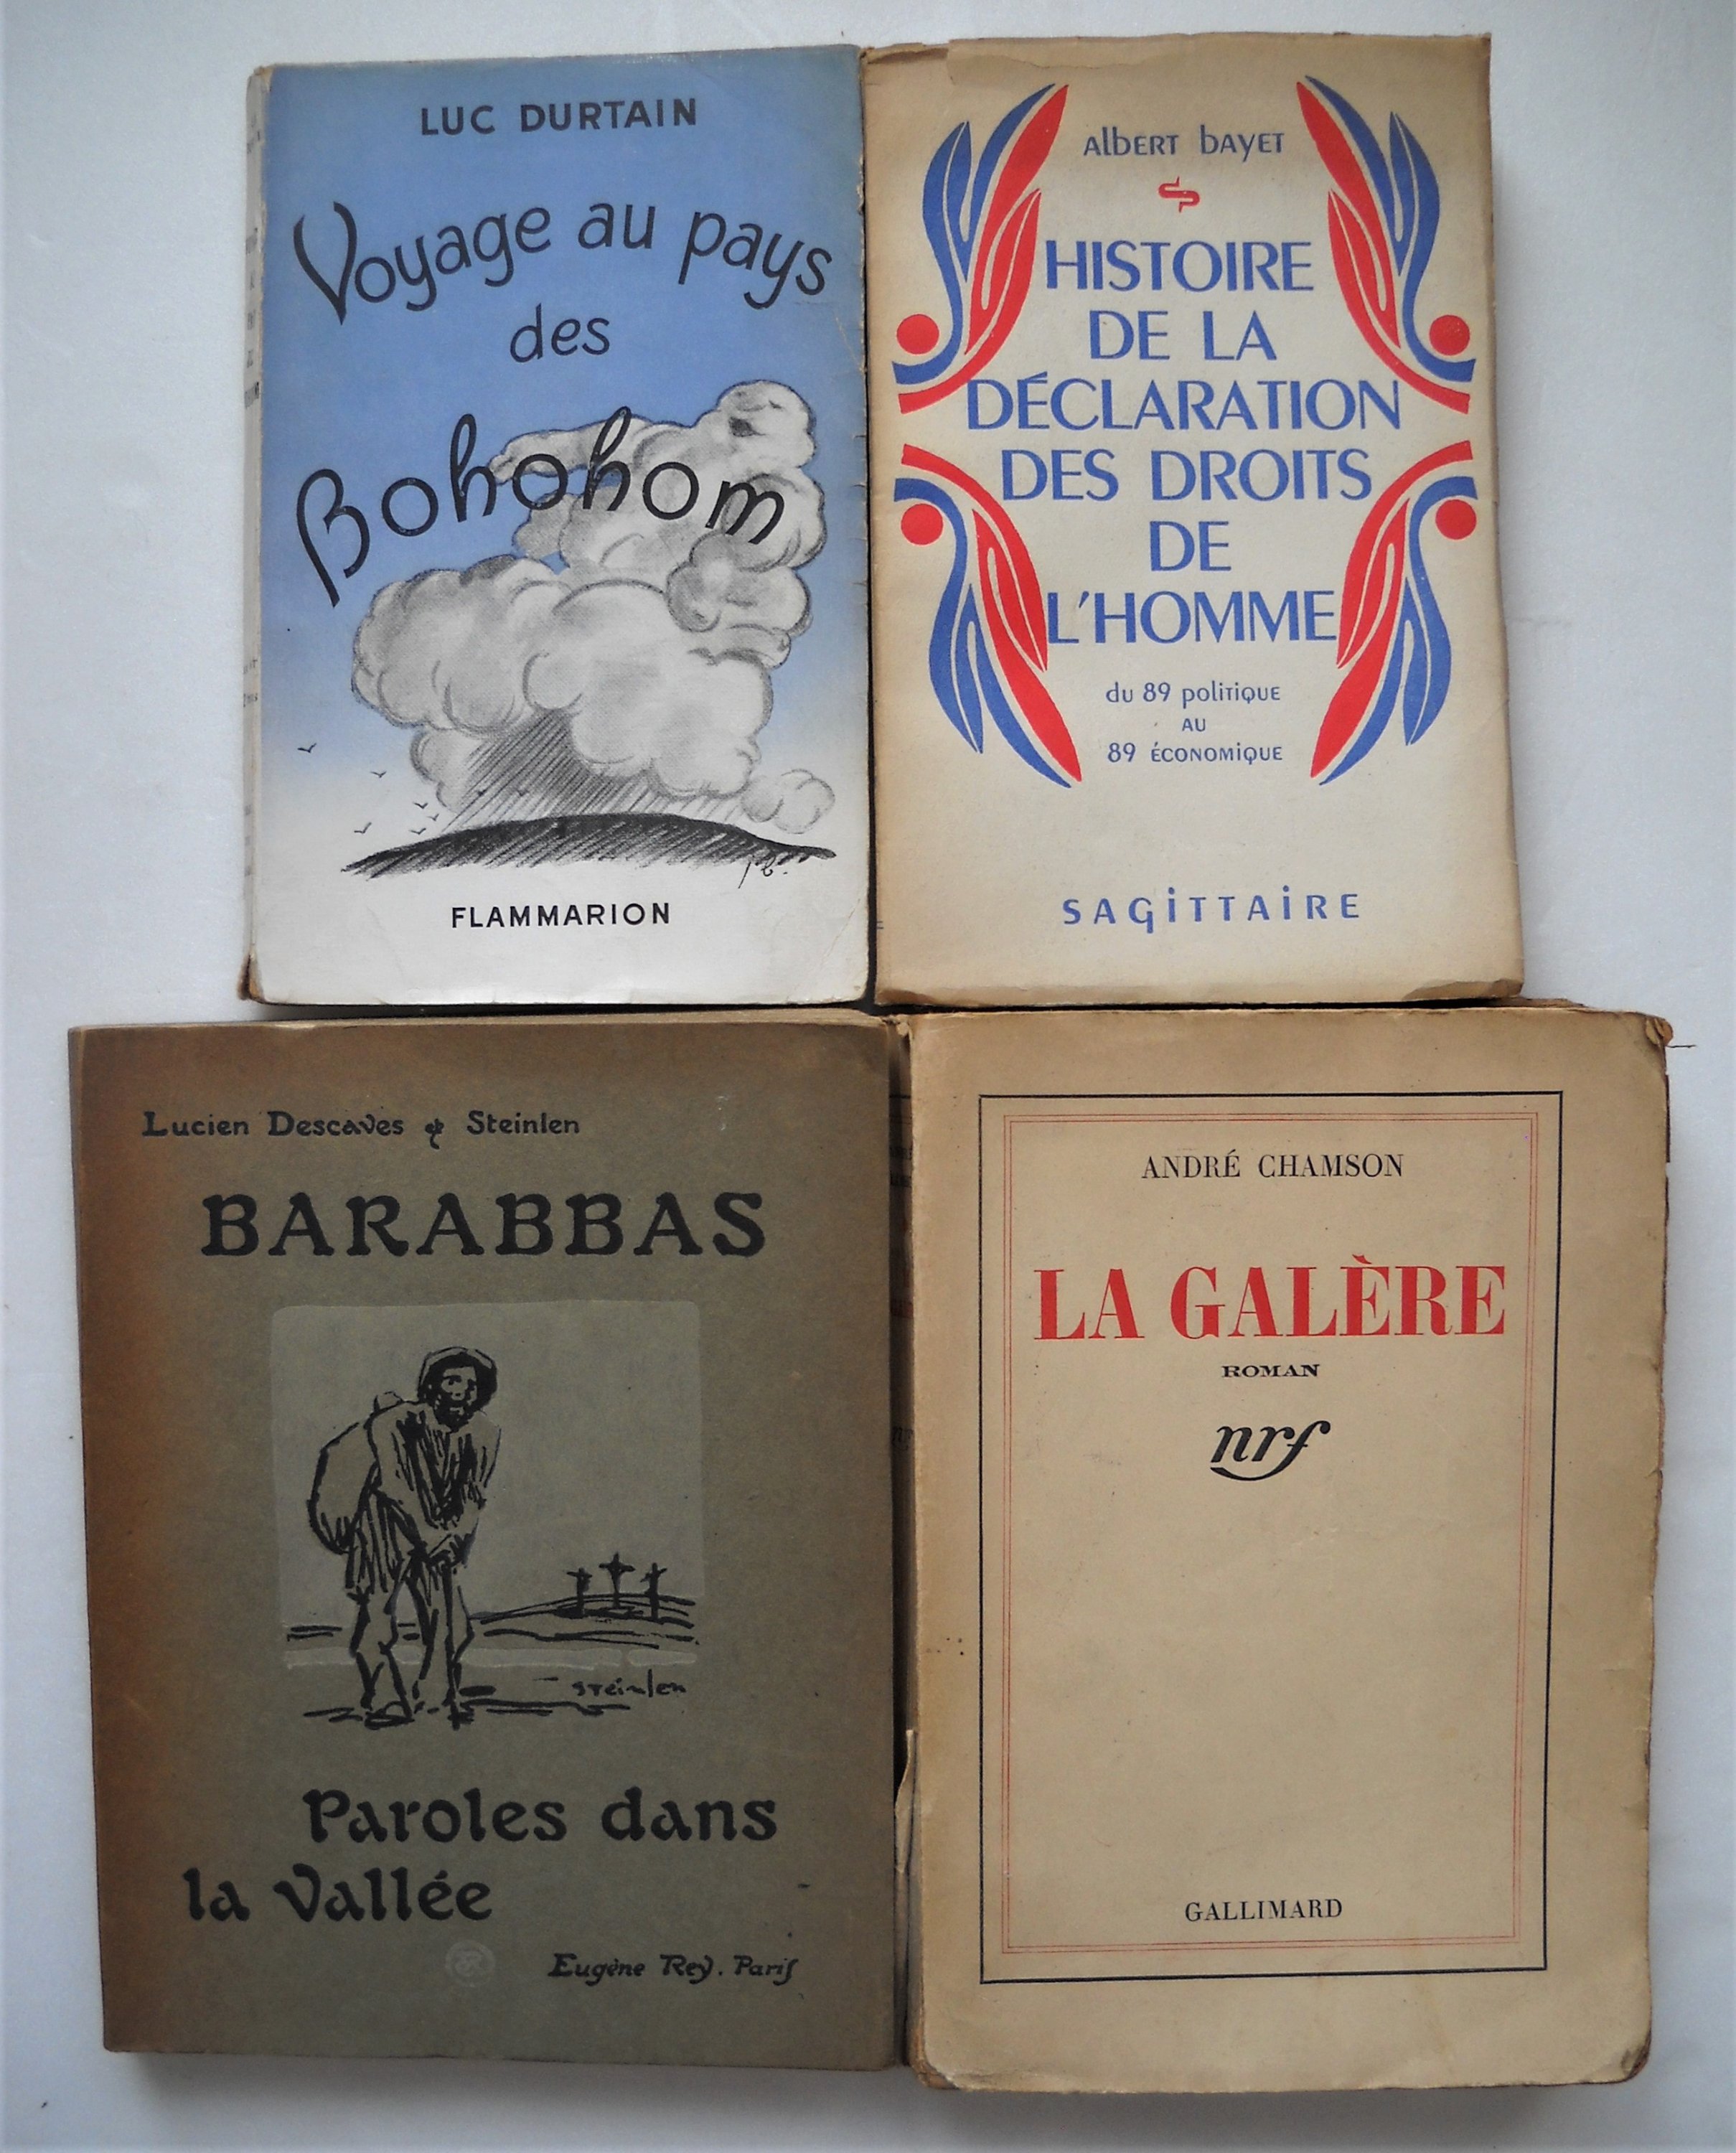 LUC DURTAIN
Voyage au pays
des
Bohohom
FLAMMARION
albert bayet
HISTOIRE
DE LA
DÉCLARATION
DES DROITS
DE
L'HOMME
du 89 politique
AU
89 économique
SAGITTAIRE
Lucien Descaves & Steinlen
BARABBAS
Steinlen
Paroles dans
la Vallée
Eugène Rey. Paris
ANDRÉ CHAMSON
LA GALÈRE
ROMAN
nrf
GALLIMARD